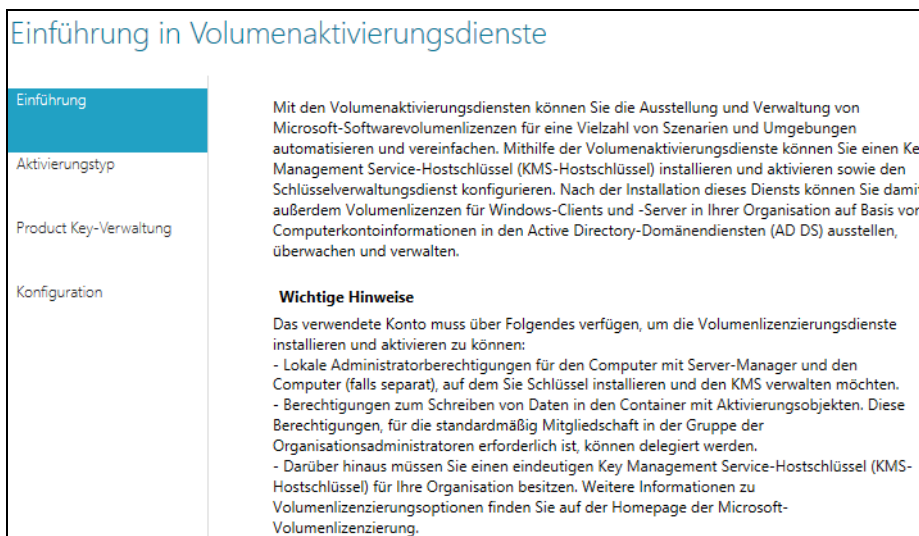 Einführung in Volumenaktivierungsdienste
Einführung
Aktivierungstyp
Product Key-Verwaltung
Konfiguration
Mit den Volumenaktivierungsdiensten können Sie die Ausstellung und Verwaltung von
Microsoft-Softwarevolumenlizenzen für eine Vielzahl von Szenarien und Umgebungen
automatisieren und vereinfachen. Mithilfe der Volumenaktivierungsdienste können Sie einen Ke
Management Service-Hostschlüssel (KMS-Hostschlüssel) installieren und aktivieren sowie den
Schlüsselverwaltungsdienst konfigurieren. Nach der Installation dieses Diensts können Sie dami
außerdem Volumenlizenzen für Windows-Clients und -Server in Ihrer Organisation auf Basis vor
Computerkontoinformationen in den Active Directory-Domänendiensten (AD DS) ausstellen,
überwachen und verwalten.
Wichtige Hinweise
Das verwendete Konto muss über Folgendes verfügen, um die Volumenlizenzierungsdienste
installieren und aktivieren zu können:
- Lokale Administratorberechtigungen für den Computer mit Server-Manager und den
Computer (falls separat), auf dem Sie Schlüssel installieren und den KMS verwalten möchten.
- Berechtigungen zum Schreiben von Daten in den Container mit Aktivierungsobjekten. Diese
Berechtigungen, für die standardmäßig Mitgliedschaft in der Gruppe der
Organisationsadministratoren erforderlich ist, können delegiert werden.
- Darüber hinaus müssen Sie einen eindeutigen Key Management Service-Hostschlüssel (KMS-
Hostschlüssel) für Ihre Organisation besitzen. Weitere Informationen zu
Volumenlizenzierungsoptionen finden Sie auf der Homepage der Microsoft-
Volumenlizenzierung.